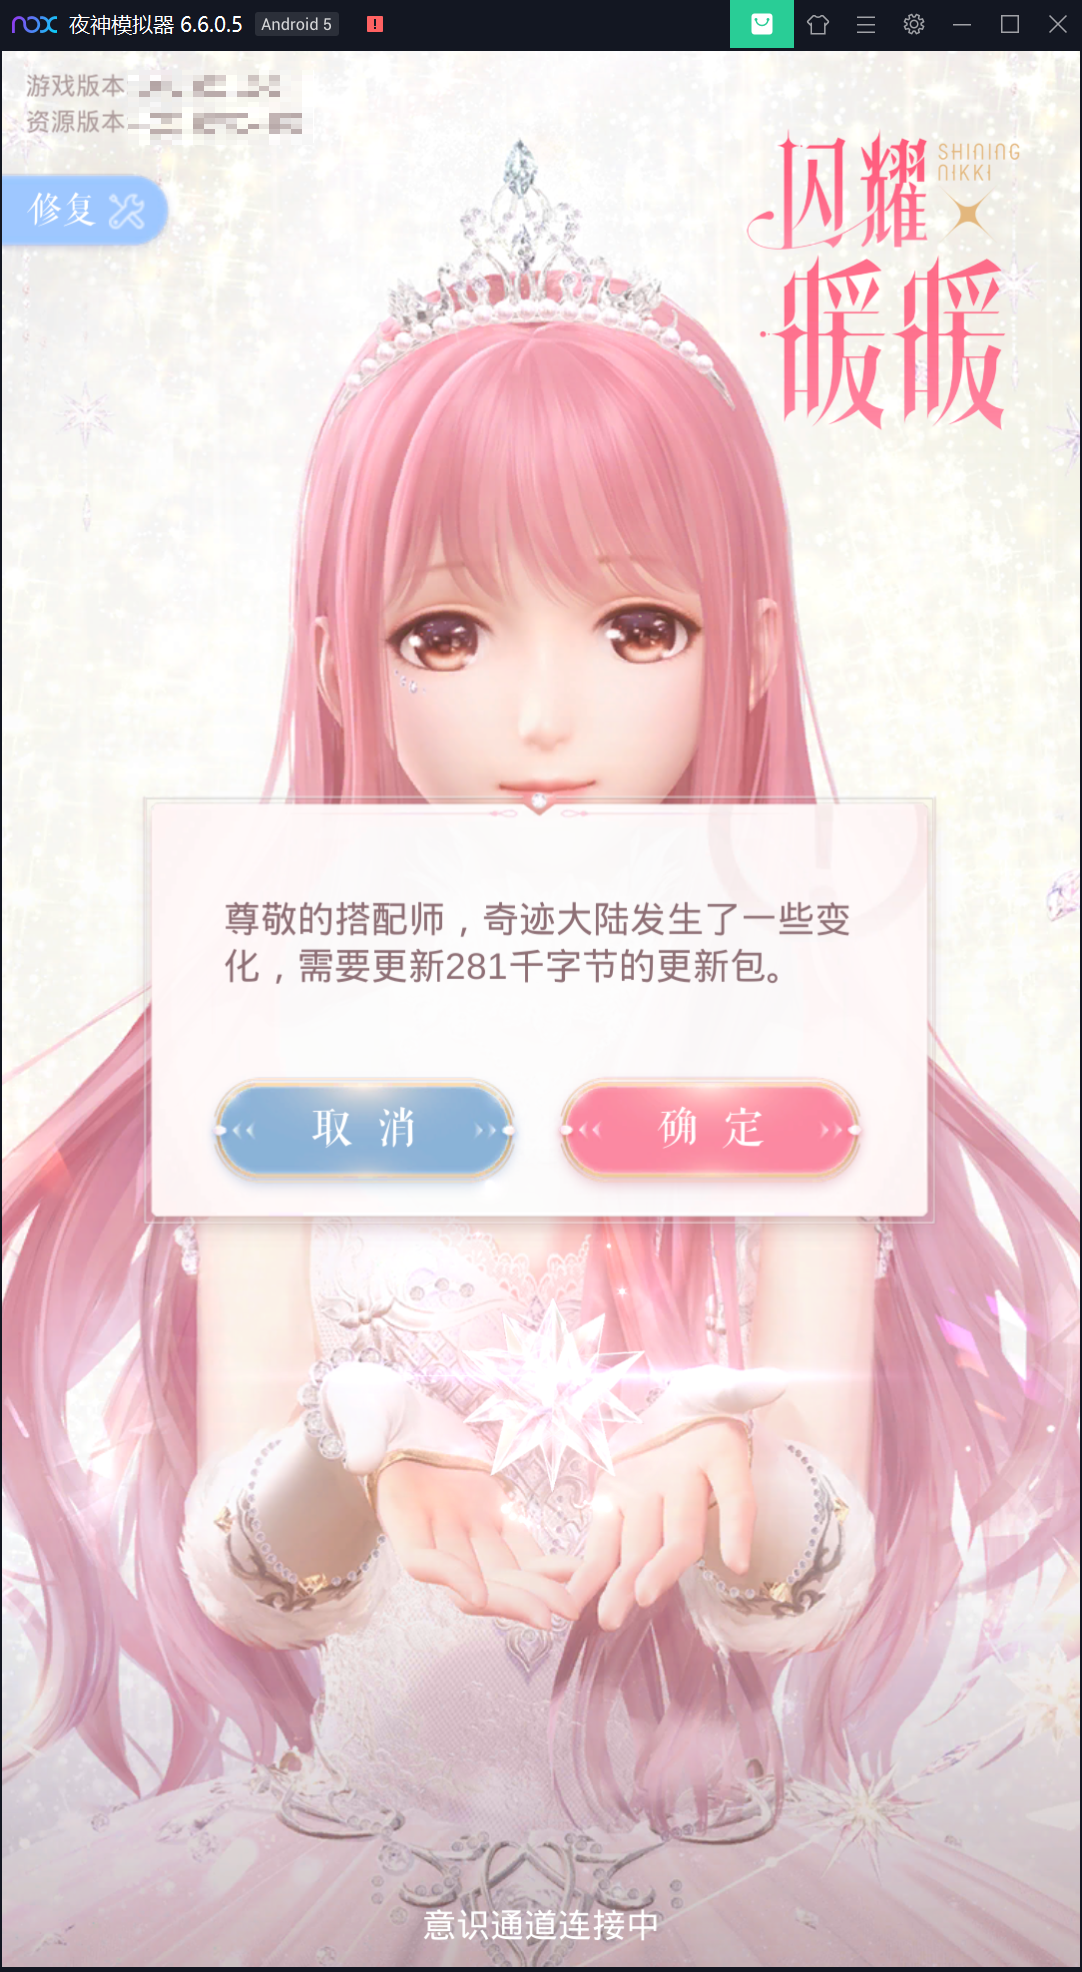 nox 夜神模拟器 6.6.0.5 Android 5
游戏版本:
资源版本:
修复
闪耀
SHINING
NIKKI
暖暖
尊敬的搭配师，奇迹大陆发生了一些变
化，需要更新281千字节的更新包。
取消
确定
意识通道连接中